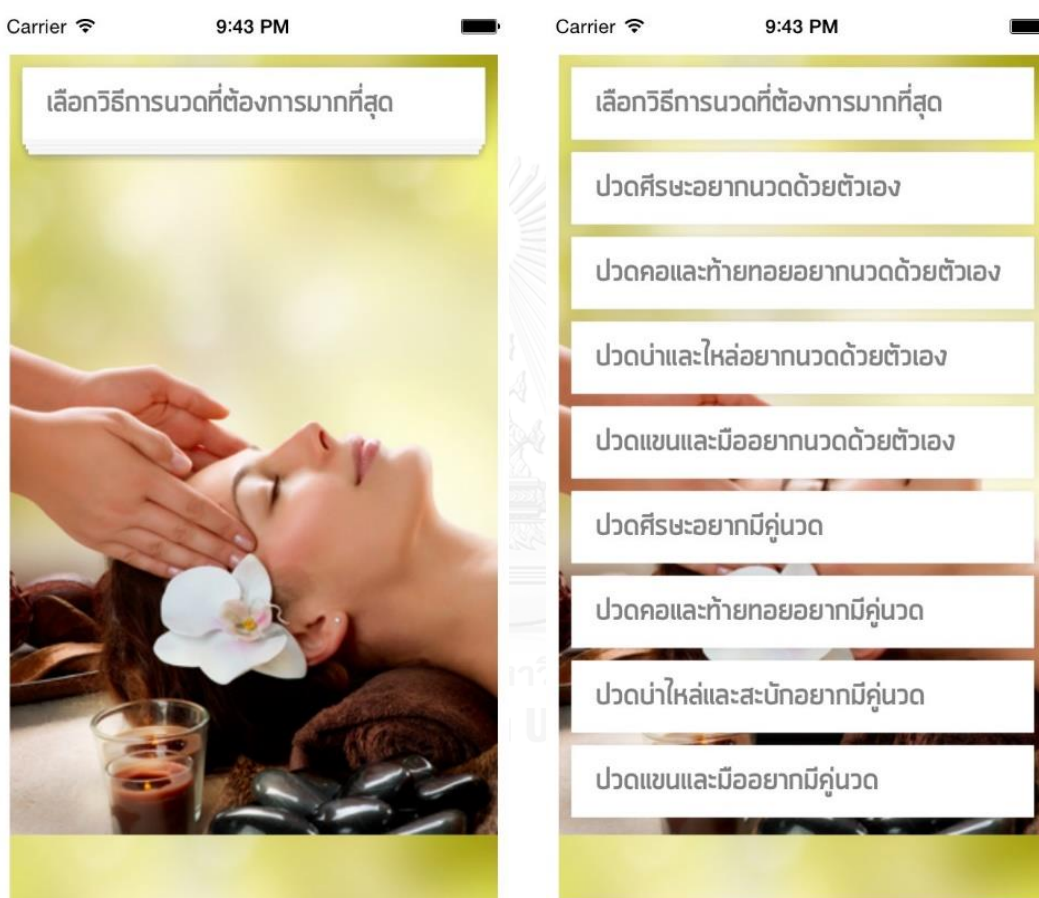 Carrier 9:43 PM
เลือกวิธีการนวดที่ต้องการมากที่สุด
Carrier 9:43 PM
เลือกวิธีการนวดที่ต้องการมากที่สุด
ปวดศีรษะอยากนวดด้วยตัวเอง
ปวดคอและท้ายทอยอยากนวดด้วยตัวเอง
ปวดบ่าและไหล่อยากนวดด้วยตัวเอง
ปวดแขนและมืออยากนวดด้วยตัวเอง
ปวดศีรษะอยากมีคู่นวด
ปวดคอและท้ายทอยอยากมีคู่นวด
ปวดบ่าไหล่และสะบักอยากมีคู่นวด
ปวดแขนและมืออยากมีคู่นวด